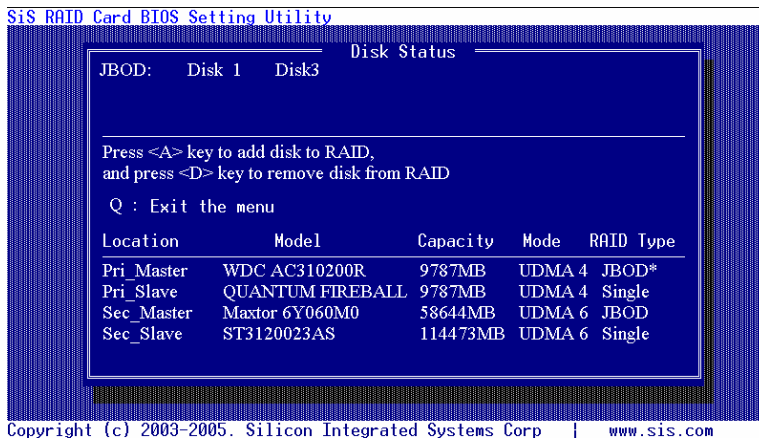 SiS RAID Card BIOS Setting Utility
Disk Status
JBOD: Disk 1 Disk3
Press <A> key to add disk to RAID,
and press <D> key to remove disk from RAID
Q : Exit the menu
Location Model Capacity Mode RAID Type
Pri_Master WDC AC310200R 9787MB UDMA 4 JBOD*
Pri_Slave QUANTUM FIREBALL 9787MB UDMA 4 Single
Sec_Master Maxtor 6Y060M0 58644MB UDMA 6 JBOD
Sec_Slave ST3120023AS 114473MB UDMA 6 Single
Copyright (c) 2003-2005. Silicon Integrated Systems Corp | www.sis.com